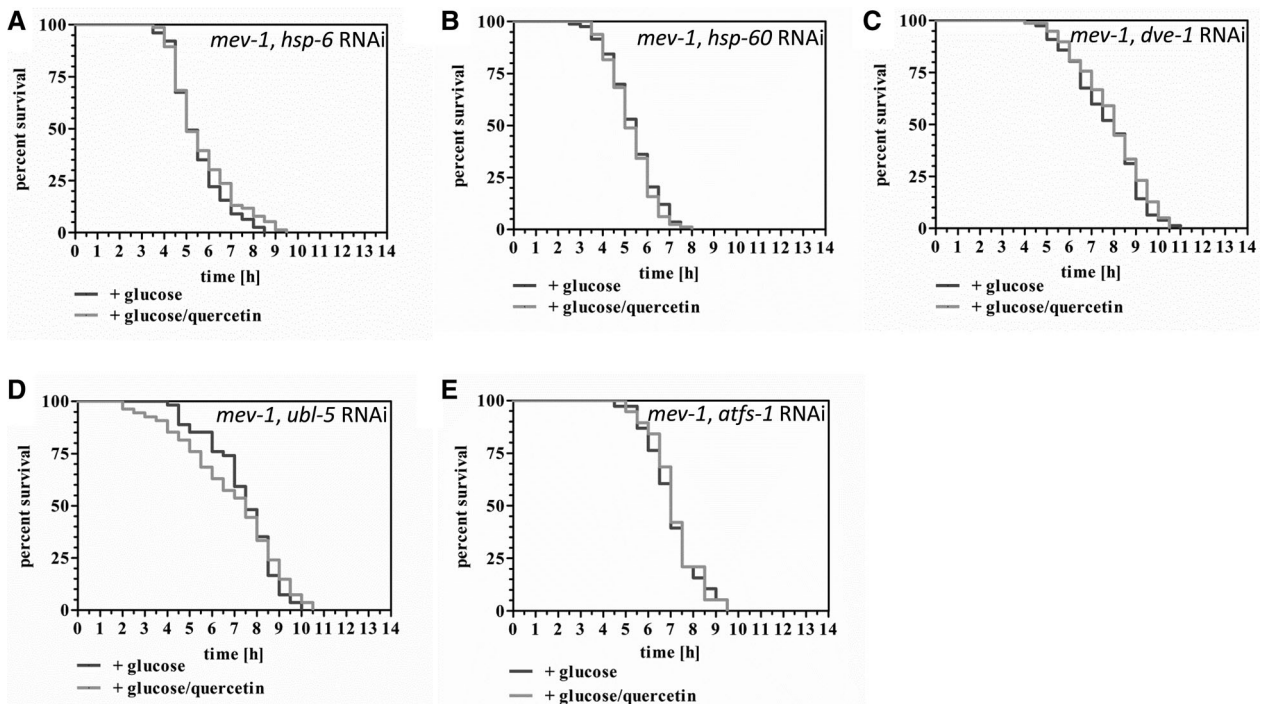 A
mev-1, hsp-6 RNAi
percent survival
100
75
50
25
0
0 1 2 3 4 5 6 7 8 9 10 11 12 13 14
time [h]
+ glucose
+ glucose/quercetin
B
mev-1, hsp-60 RNAi
percent survival
100
75
50
25
0
0 1 2 3 4 5 6 7 8 9 10 11 12 13 14
time [h]
+ glucose
+ glucose/quercetin
C
mev-1, dve-1 RNAi
percent survival
100
75
50
25
0
0 1 2 3 4 5 6 7 8 9 10 11 12 13 14
time [h]
+ glucose
+ glucose/quercetin
D
mev-1, ubl-5 RNAi
percent survival
100
75
50
25
0
0 1 2 3 4 5 6 7 8 9 10 11 12 13 14
time [h]
+ glucose
+ glucose/quercetin
E
mev-1, atfs-1 RNAi
percent survival
100
75
50
25
0
0 1 2 3 4 5 6 7 8 9 10 11 12 13 14
time [h]
+ glucose
+ glucose/quercetin